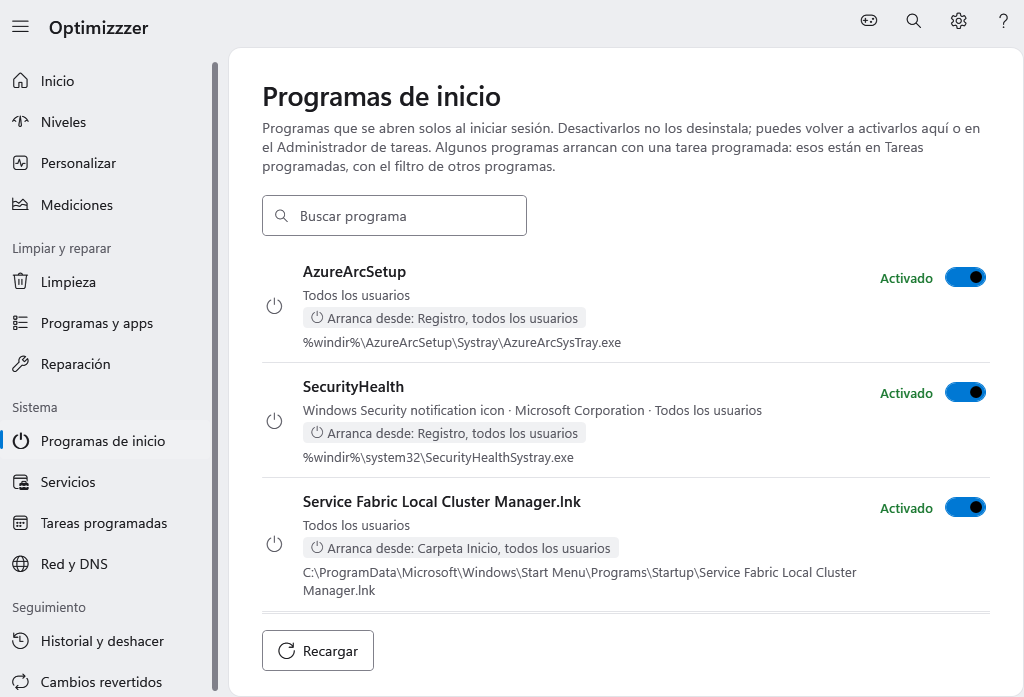 Optimizzzer
Inicio
Niveles
Personalizar
Mediciones
Limpiar y reparar
Limpieza
Programas y apps
Reparación
Sistema
Programas de inicio
Servicios
Tareas programadas
Red y DNS
Seguimiento
Historial y deshacer
Cambios revertidos
Programas de inicio
Programas que se abren solos al iniciar sesión. Desactivarlos no los desinstala; puedes volver a activarlos aquí o en
el Administrador de tareas. Algunos programas arrancan con una tarea programada: esos están en Tareas
programadas, con el filtro de otros programas.
Buscar programa
AzureArcSetup
Todos los usuarios
Arranca desde: Registro, todos los usuarios
%windir%\AzureArcSetup\Systray\AzureArcSysTray.exe
Activado
SecurityHealth
Windows Security notification icon · Microsoft Corporation · Todos los usuarios
Arranca desde: Registro, todos los usuarios
%windir%\system32\SecurityHealthSystray.exe
Activado
Service Fabric Local Cluster Manager.lnk
Todos los usuarios
Arranca desde: Carpeta Inicio, todos los usuarios
C:\ProgramData\Microsoft\Windows\Start Menu\Programs\Startup\Service Fabric Local Cluster
Manager.lnk
Activado
Recargar